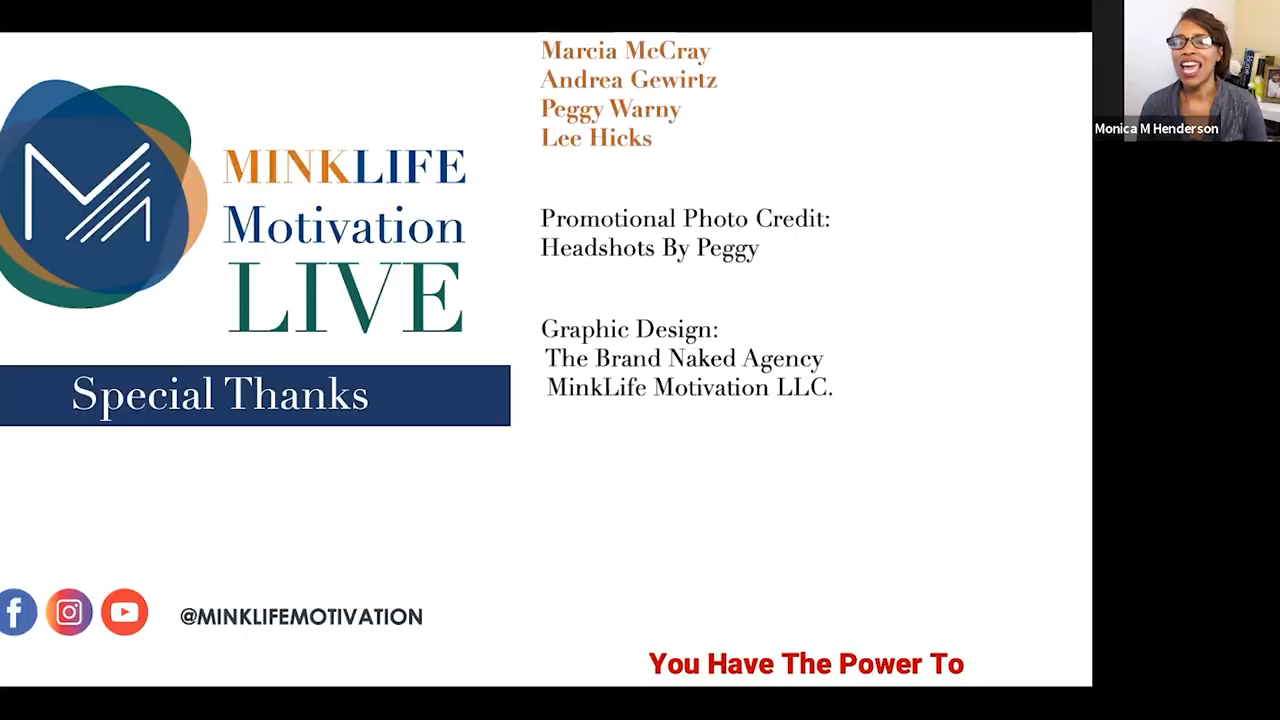 Marcia McCray
Andrea Gewirtz
Peggy Warny
Lee Hicks
MINKLIFE
Motivation
LIVE
Special Thanks
Promotional Photo Credit:
Headshots By Peggy
Graphic Design:
The Brand Naked Agency
MinkLife Motivation LLC.
@MINKLIFEMOTIVATION
You Have The Power To
Monica M Henderson